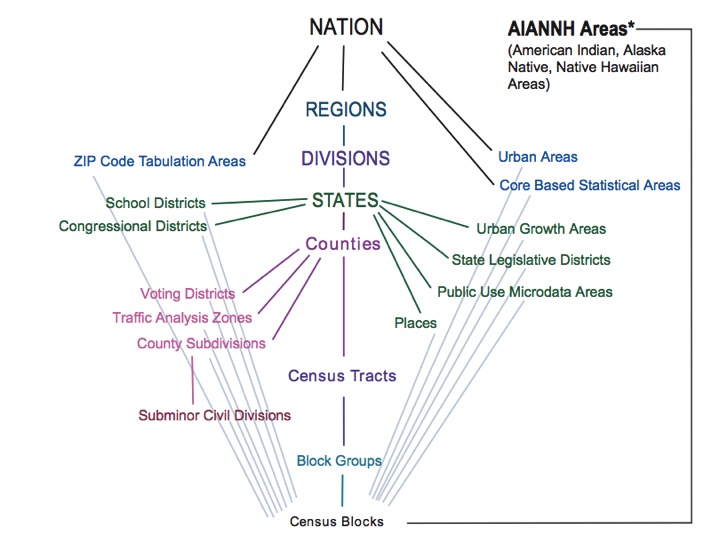 NATION
AIANNH Areas*
(American Indian, Alaska
Native, Native Hawaiian
Areas)
REGIONS
ZIP Code Tabulation Areas
DIVISIONS
Urban Areas
Core Based Statistical Areas
School Districts
STATES
Congressional Districts
Urban Growth Areas
Counties
State Legislative Districts
Voting Districts
Public Use Microdata Areas
Traffic Analysis Zones
Places
County Subdivisions
Census Tracts
Subminor Civil Divisions
Block Groups
Census Blocks